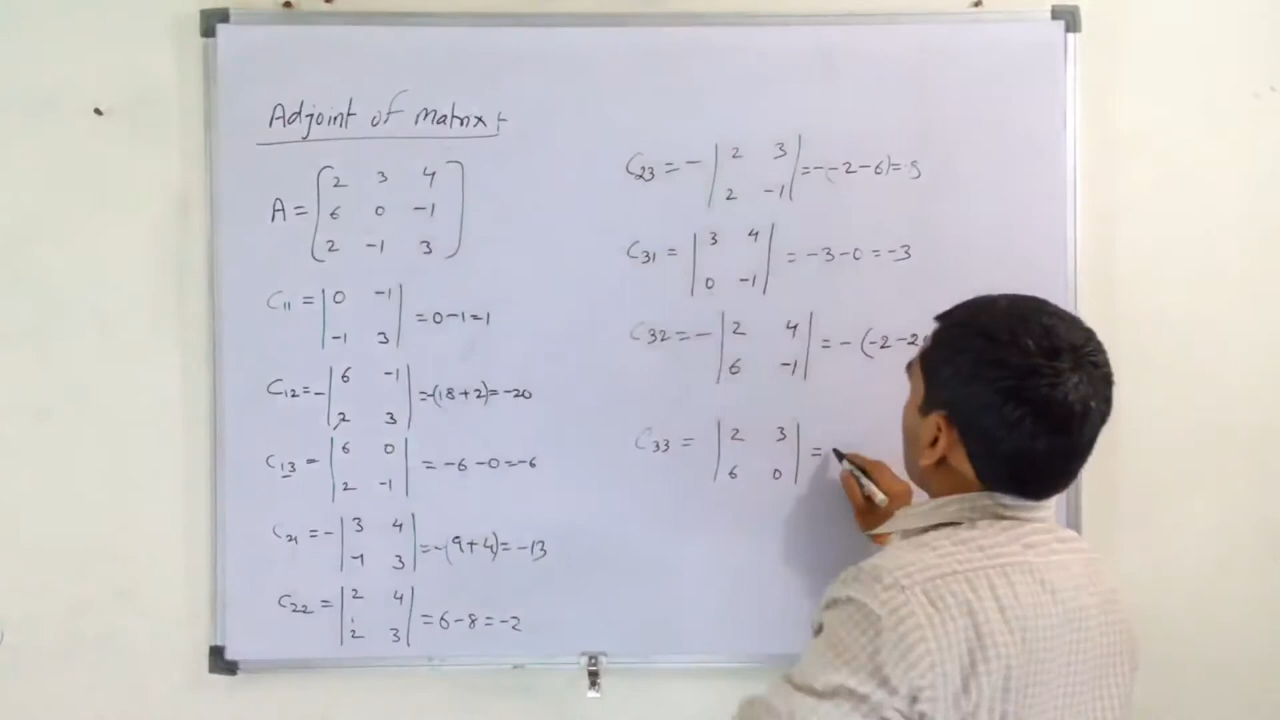 Adjoint of matrix :-
A = [2 3 4
6 0 -1
2 -1 3]
C11 = |0 -1
-1 3| = 0-1=1
C12=- |6 -1
2 3| =-(18+2)=-20
C13 = |6 0
2 -1| = -6-0=-6
C21 = - |3 4
-1 3| =-(9+4)=-13
C22 = |2 4
2 3| = 6-8=-2
C23 = - |2 3
2 -1| =-(-2-6)=
C31 = |3 4
0 -1| = -3-0=-3
C32 = - |2 4
6 -1| = - (-2-2
C33 = |2 3
6 0| =